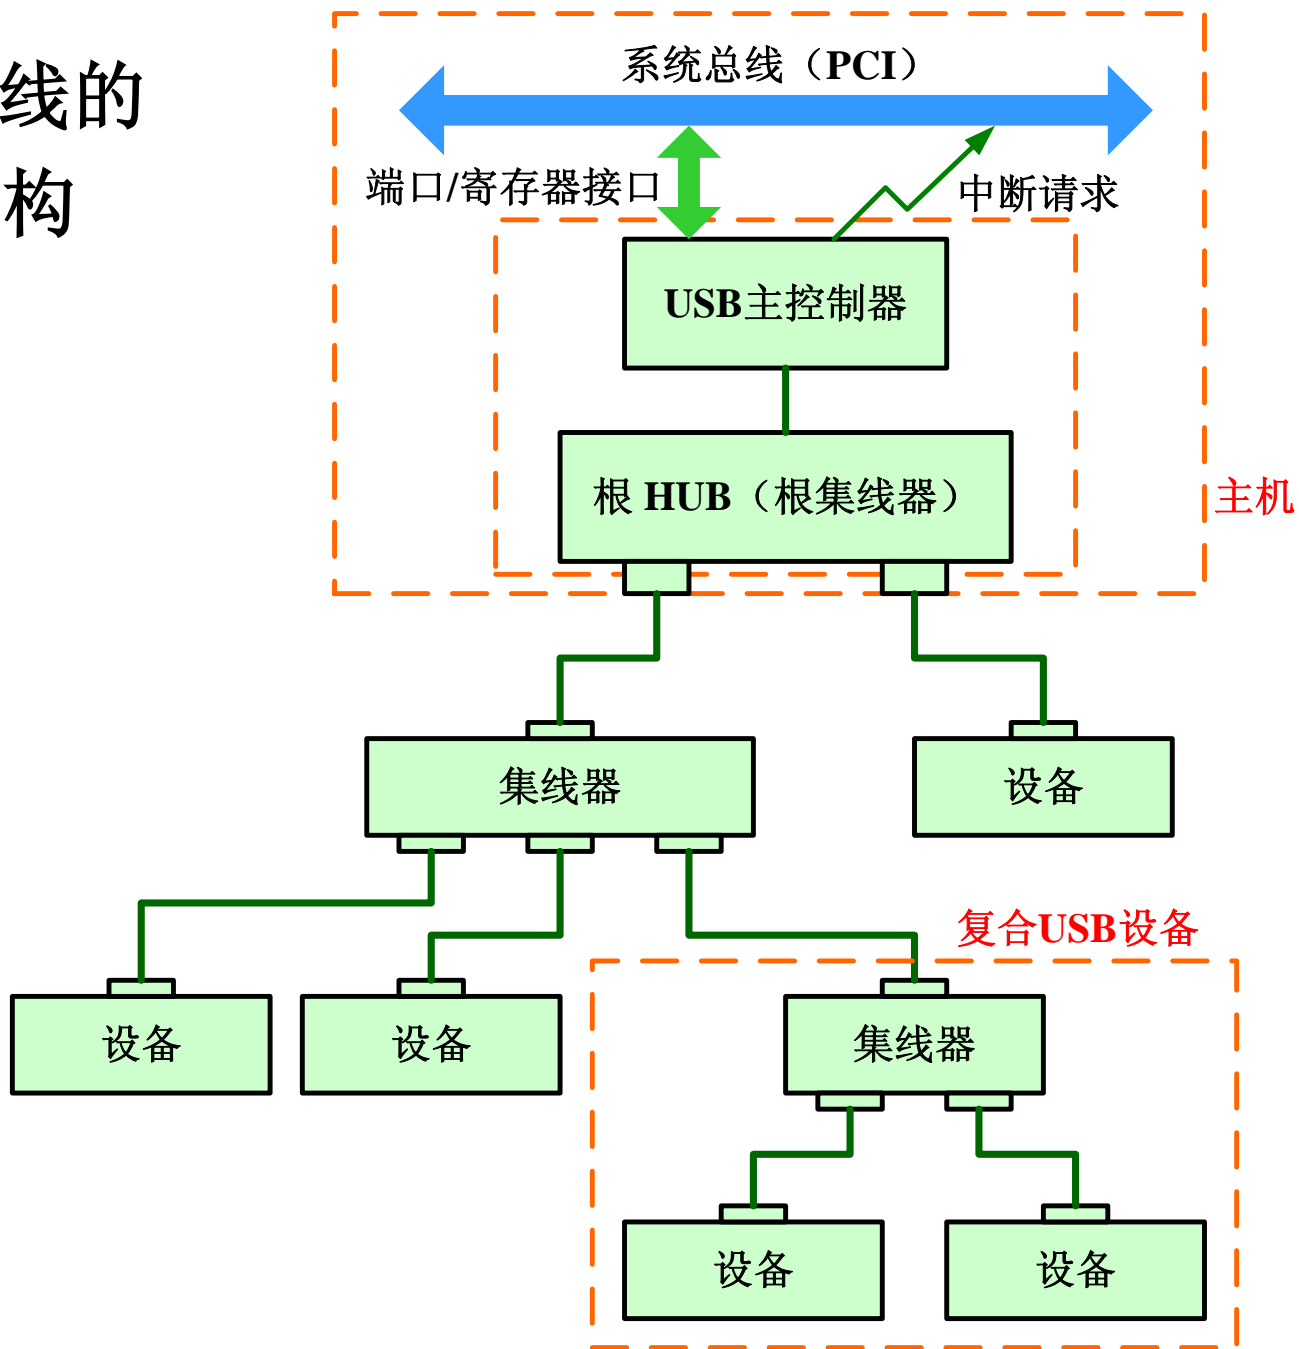 线的
构
系统总线（PCI）
端口/寄存器接口
中断请求
USB主控制器
根 HUB（根集线器）
主机
集线器
设备
复合USB设备
设备
设备
集线器
设备
设备